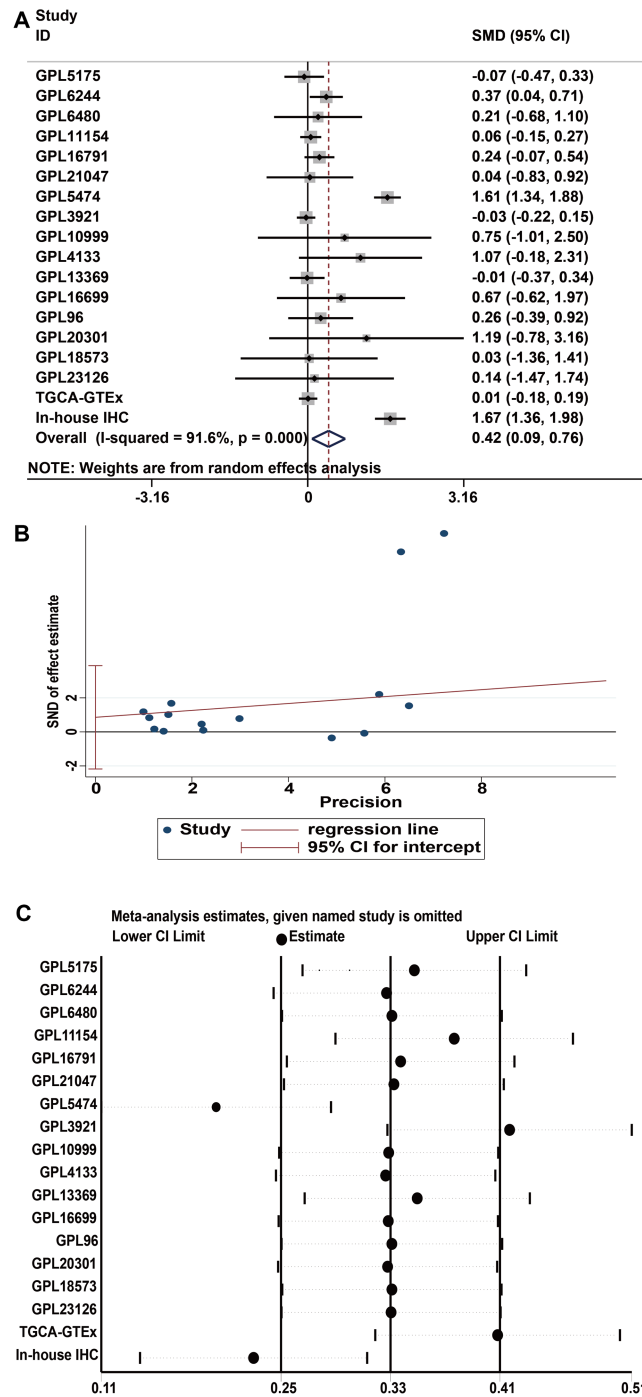 A
Study
ID SMD (95% CI)
GPL5175 -0.07 (-0.47, 0.33)
GPL6244 0.37 (0.04, 0.71)
GPL6480 0.21 (-0.68, 1.10)
GPL11154 0.06 (-0.15, 0.27)
GPL16791 0.24 (-0.07, 0.54)
GPL21047 0.04 (-0.83, 0.92)
GPL5474 1.61 (1.34, 1.88)
GPL3921 -0.03 (-0.22, 0.15)
GPL10999 0.75 (-1.01, 2.50)
GPL4133 1.07 (-0.18, 2.31)
GPL13369 -0.01 (-0.37, 0.34)
GPL16699 0.67 (-0.62, 1.97)
GPL96 0.26 (-0.39, 0.92)
GPL20301 1.19 (-0.78, 3.16)
GPL18573 0.03 (-1.36, 1.41)
GPL23126 0.14 (-1.47, 1.74)
TGCA-GTEx 0.01 (-0.18, 0.19)
In-house IHC 1.67 (1.36, 1.98)
Overall (I-squared = 91.6%, p = 0.000) 0.42 (0.09, 0.76)
NOTE: Weights are from random effects analysis
-3.16 0 3.16
B
SND of effect estimate
2
0
-2
0 2 4 6 8
Precision
Study regression line
95% CI for intercept
C
Meta-analysis estimates, given named study is omitted
Lower CI Limit Estimate Upper CI Limit
GPL5175
GPL6244
GPL6480
GPL11154
GPL16791
GPL21047
GPL5474
GPL3921
GPL10999
GPL4133
GPL13369
GPL16699
GPL96
GPL20301
GPL18573
GPL23126
TGCA-GTEx
In-house IHC
0.11 0.25 0.33 0.41